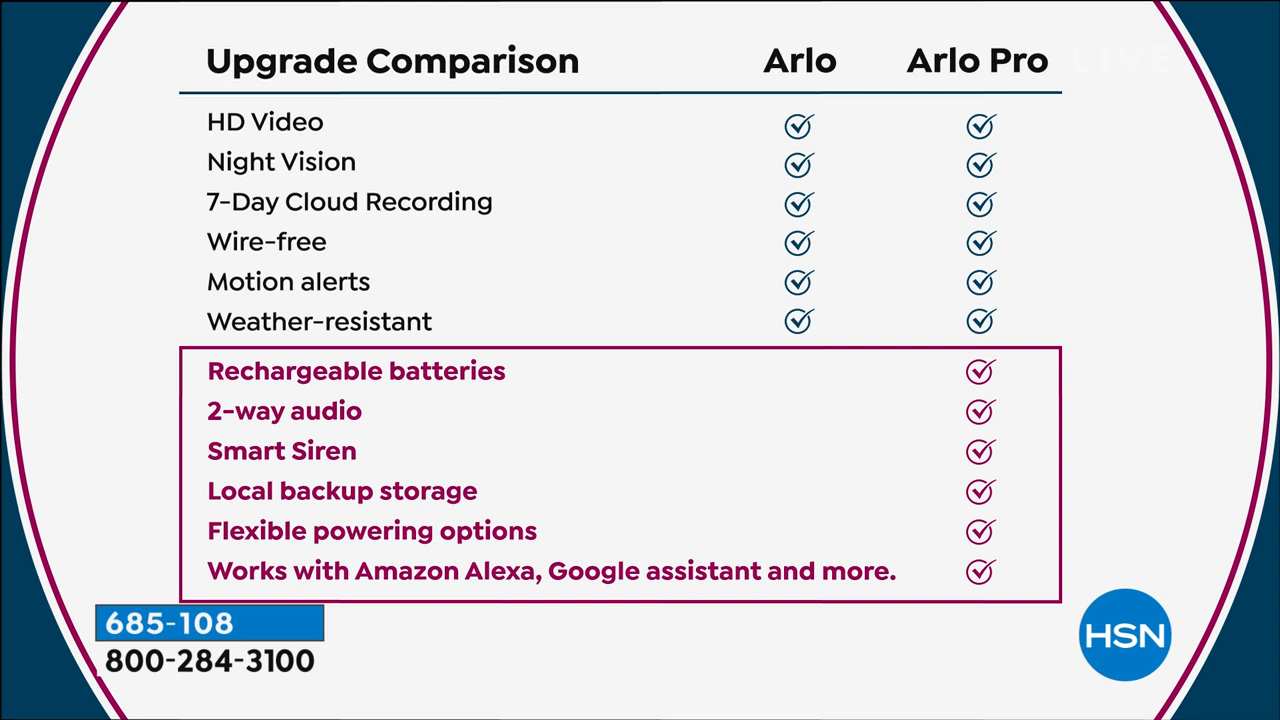 Upgrade Comparison Arlo Arlo Pro LIVE
HD Video
Night Vision
7-Day Cloud Recording
Wire-free
Motion alerts
Weather-resistant
Rechargeable batteries
2-way audio
Smart Siren
Local backup storage
Flexible powering options
Works with Amazon Alexa, Google assistant and more.
685-108
800-284-3100
HSN